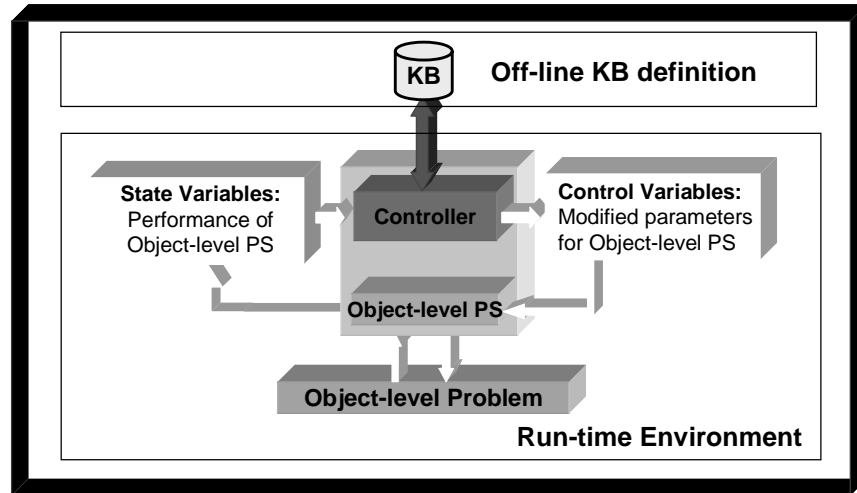 KB
Off-line KB definition
State Variables:
Performance of
Object-level PS
Controller
Control Variables:
Modified parameters
for Object-level PS
Object-level PS
Object-level Problem
Run-time Environment